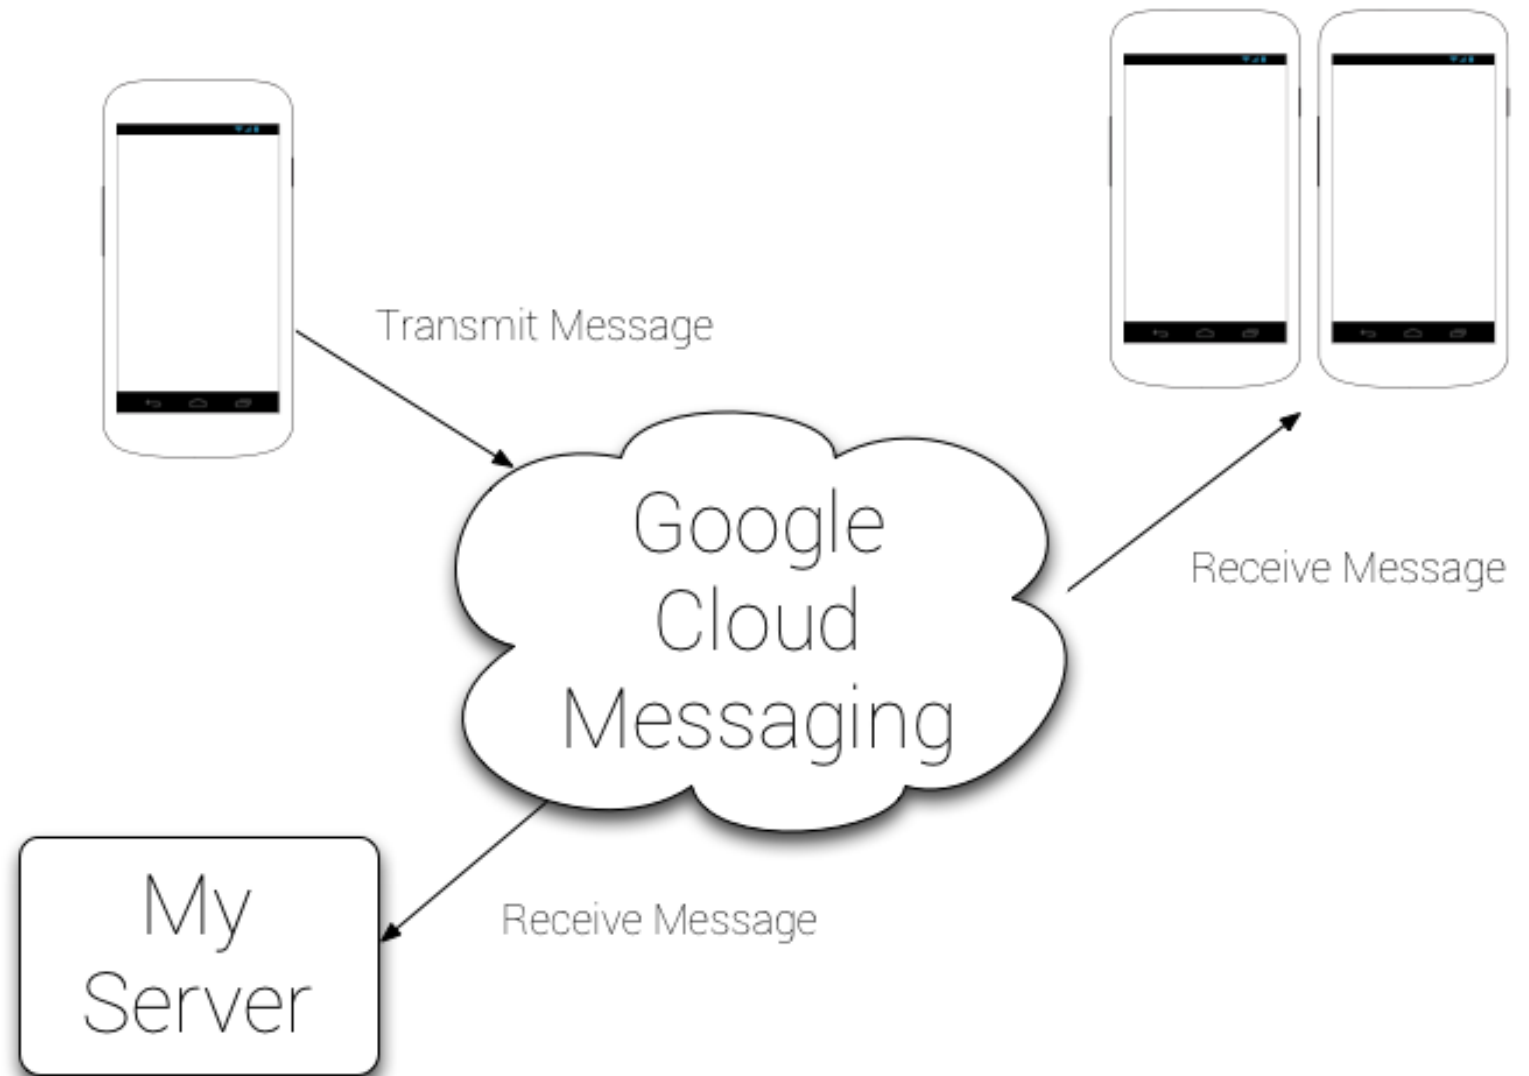 Transmit Message
Google
Cloud
Messaging
Receive Message
Receive Message
My
Server